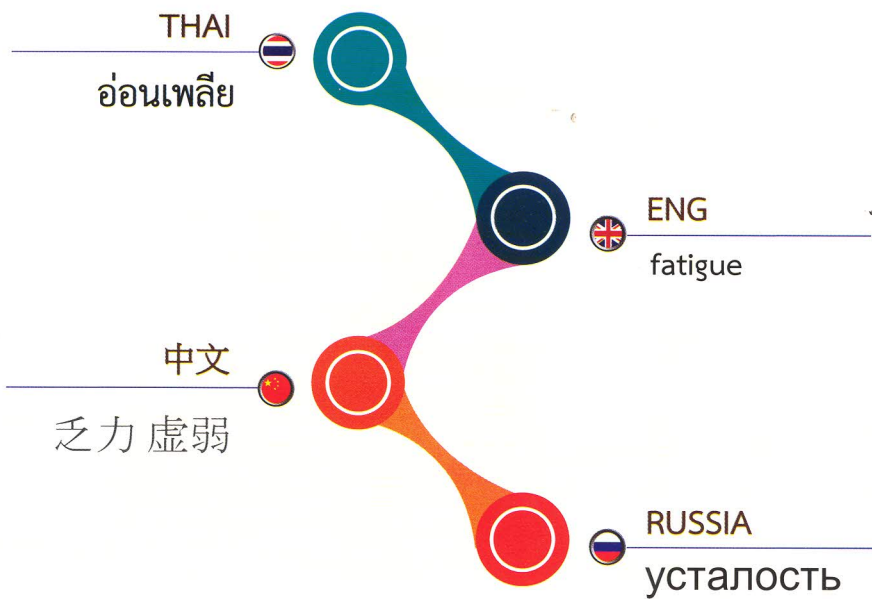 THAI
อ่อนเพลีย
ENG
fatigue
中文
乏力 虚弱
RUSSIA
усталость